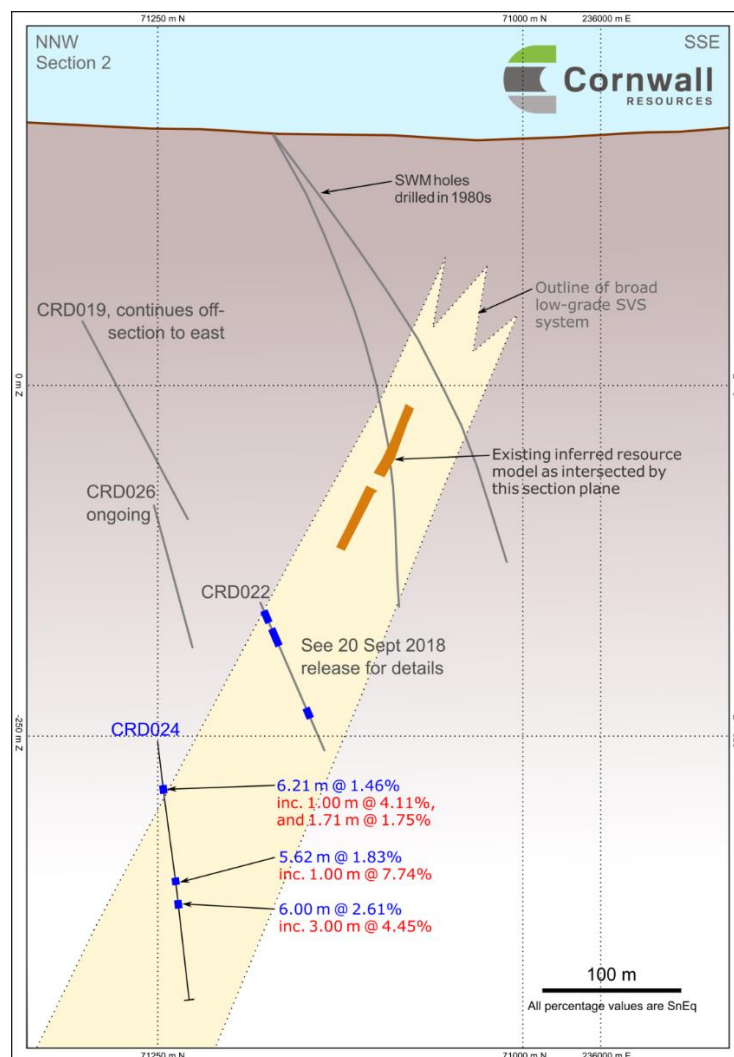 71250 m N
71000 m N
236000 m E
NNW
Section 2
SSE
Cornwall
RESOURCES
SWM holes
drilled in 1980s
Outline of broad
low-grade SVS
system
CRD019, continues off-
section to east
0 m Z
Existing inferred resource
model as intersected by
this section plane
CRD026
ongoing
CRD022
See 20 Sept 2018
release for details
-250 m Z
CRD024
6.21 m @ 1.46%
inc. 1.00 m @ 4.11%,
and 1.71 m @ 1.75%
5.62 m @ 1.83%
inc. 1.00 m @ 7.74%
6.00 m @ 2.61%
inc. 3.00 m @ 4.45%
100 m
All percentage values are SnEq
71250 m N
71000 m N
236000 m E